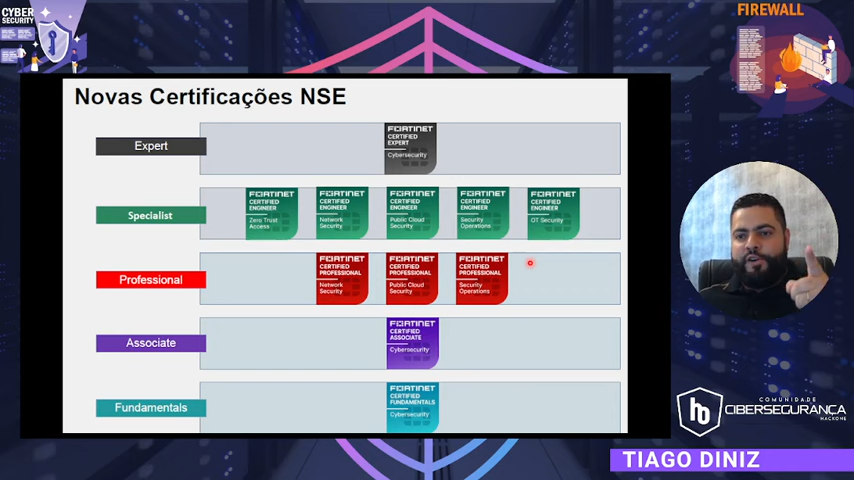 CYBER
SECURITY
FIREWALL
Novas Certificações NSE
Expert
FORTINET
CERTIFIED
EXPERT
Cybersecurity
Specialist
FORTINET
CERTIFIED
ENGINEER
Zero Trust
Access
FORTINET
CERTIFIED
ENGINEER
Network
Security
FORTINET
CERTIFIED
ENGINEER
Public Cloud
Security
FORTINET
CERTIFIED
ENGINEER
Security
Operations
FORTINET
CERTIFIED
ENGINEER
OT Security
Professional
FORTINET
CERTIFIED
PROFESSIONAL
Network
Security
FORTINET
CERTIFIED
PROFESSIONAL
Public Cloud
Security
FORTINET
CERTIFIED
PROFESSIONAL
Security
Operations
Associate
FORTINET
CERTIFIED
ASSOCIATE
Cybersecurity
Fundamentals
FORTINET
CERTIFIED
FUNDAMENTALS
Cybersecurity
COMUNIDADE
CIBERSEGURANÇA
HACKONE
TIAGO DINIZ